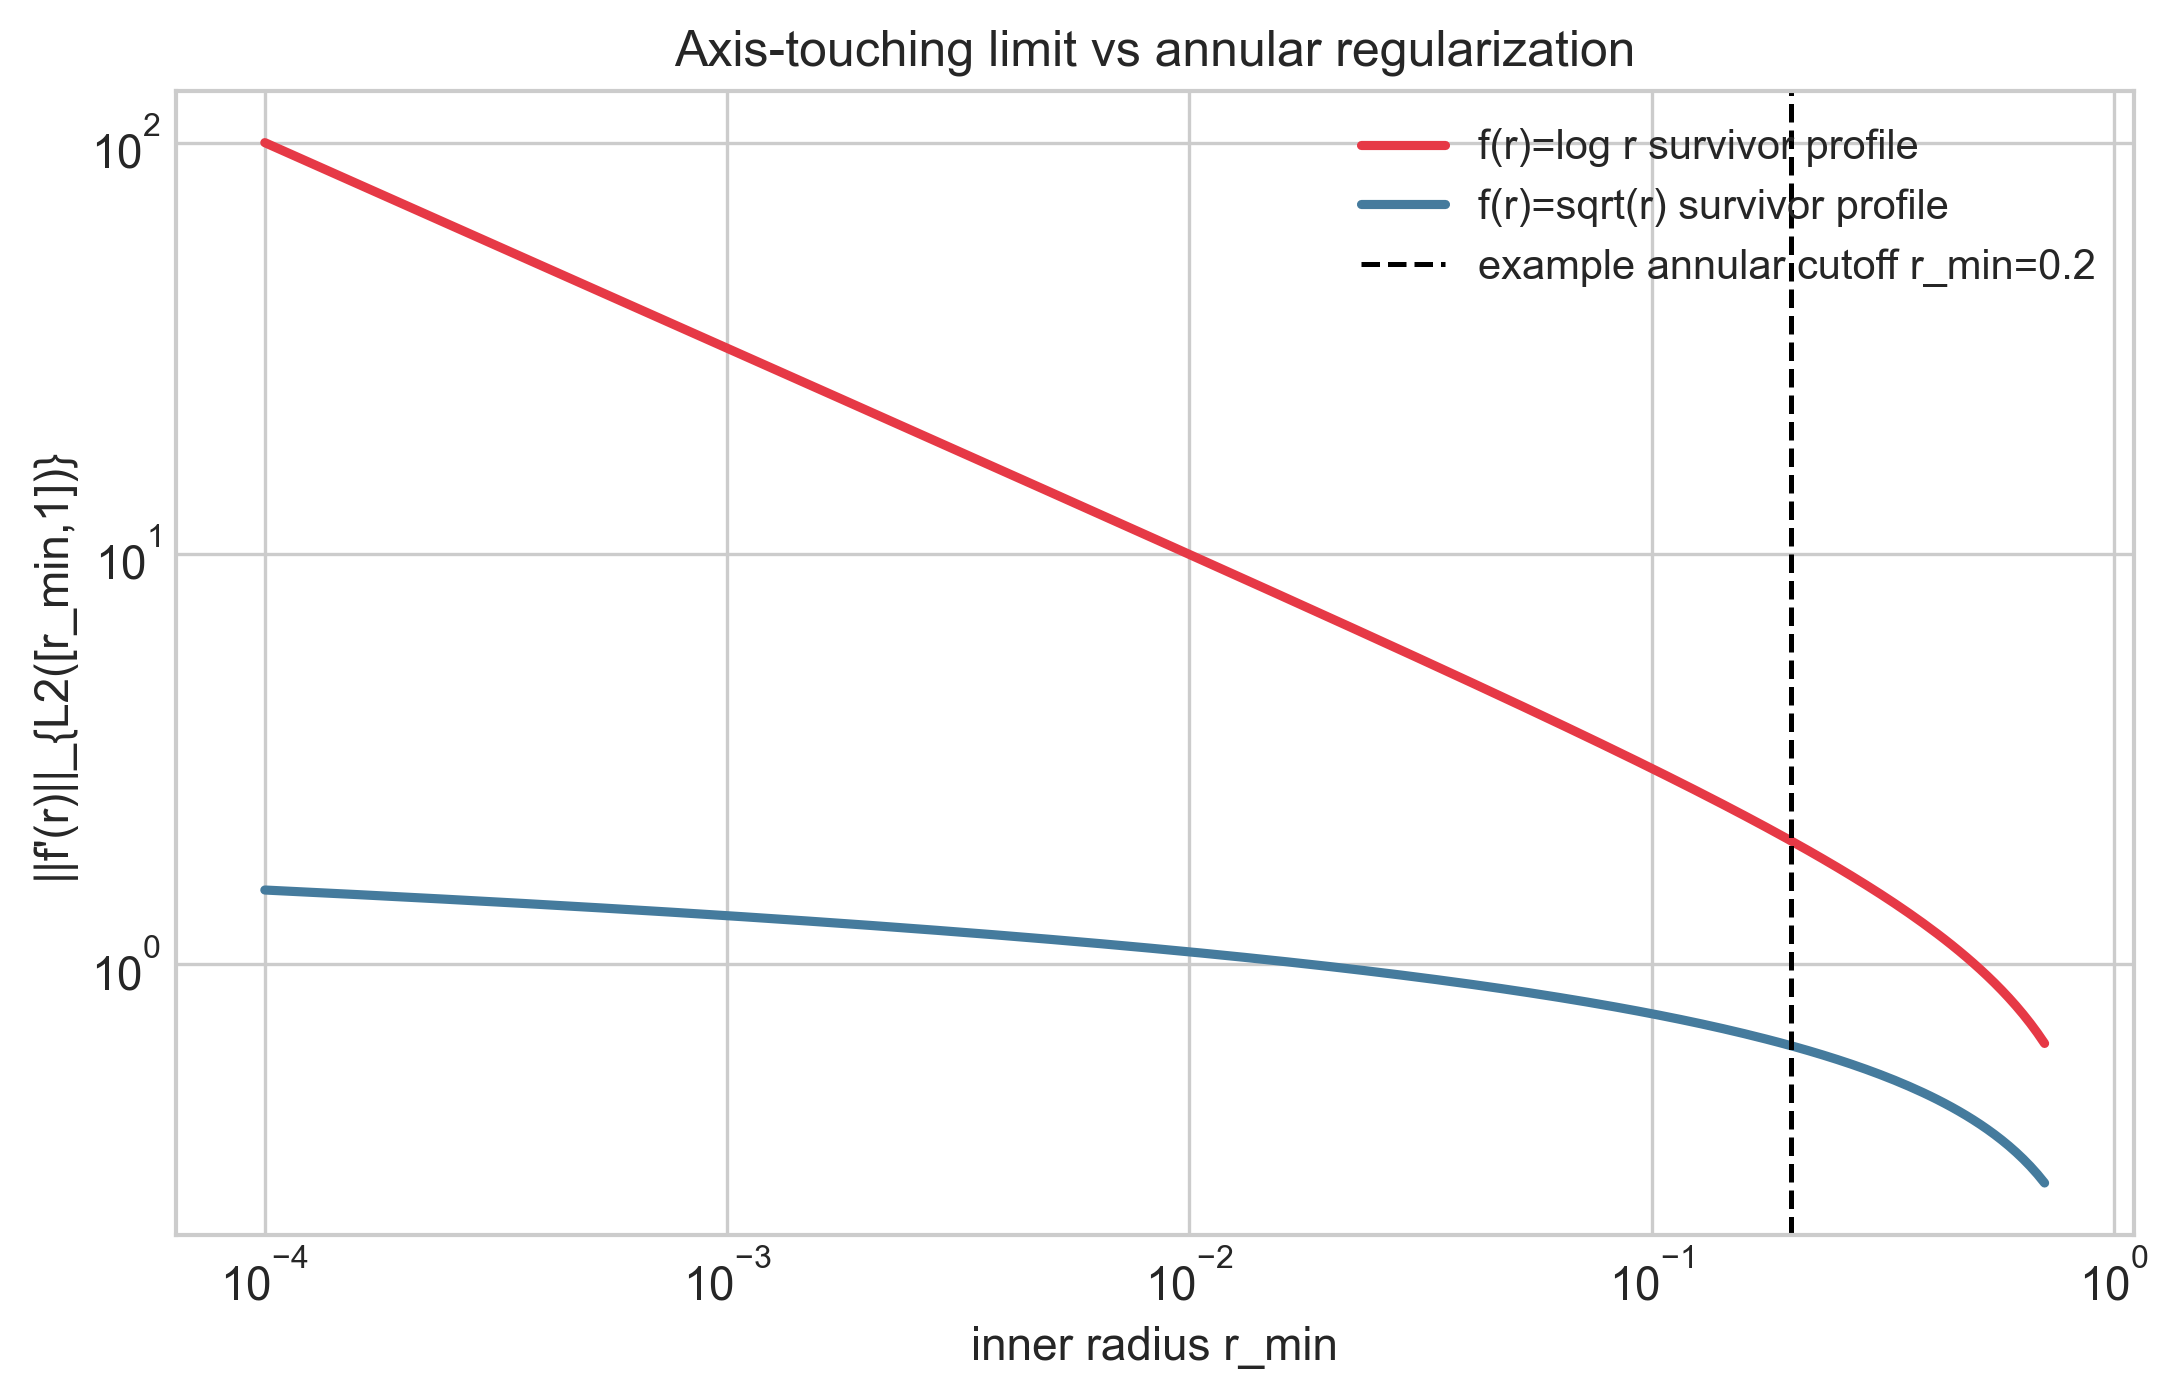 Axis-touching limit vs annular regularization
f(r)=log r survivor profile
f(r)=sqrt(r) survivor profile
example annular cutoff r_min=0.2
||f'(r)||_{L2([r_min,1])}
10^2
10^1
10^0
10^−4
10^−3
10^−2
10^−1
10^0
inner radius r_min